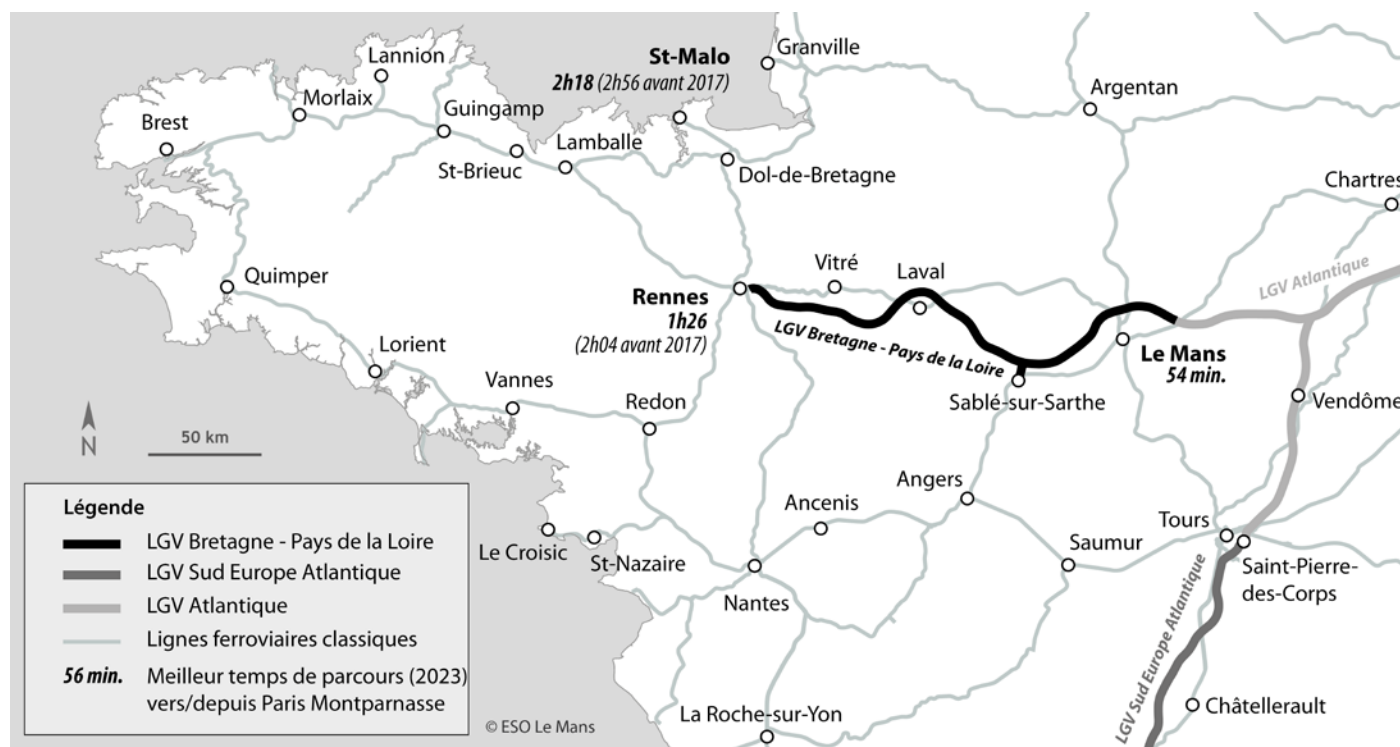 Lannion
St-Malo
2h18 (2h56 avant 2017)
Granville
Argentan
Morlaix
Guingamp
Brest
St-Brieuc
Lamballe
Dol-de-Bretagne
Chartres
Quimper
Vitré
Laval
LGV Atlantique
Rennes
1h26
(2h04 avant 2017)
LGV Bretagne - Pays de la Loire
Le Mans
54 min.
Lorient
Vannes
Redon
Sablé-sur-Sarthe
Vendôme
N
50 km
Angers
Ancenis
Tours
Saumur
Le Croisic
St-Nazaire
Nantes
Saint-Pierre-
des-Corps
LGV Sud Europe Atlantique
La Roche-sur-Yon
Châtellerault
Légende
LGV Bretagne - Pays de la Loire
LGV Sud Europe Atlantique
LGV Atlantique
Lignes ferroviaires classiques
56 min. Meilleur temps de parcours (2023)
vers/depuis Paris Montparnasse
© ESO Le Mans